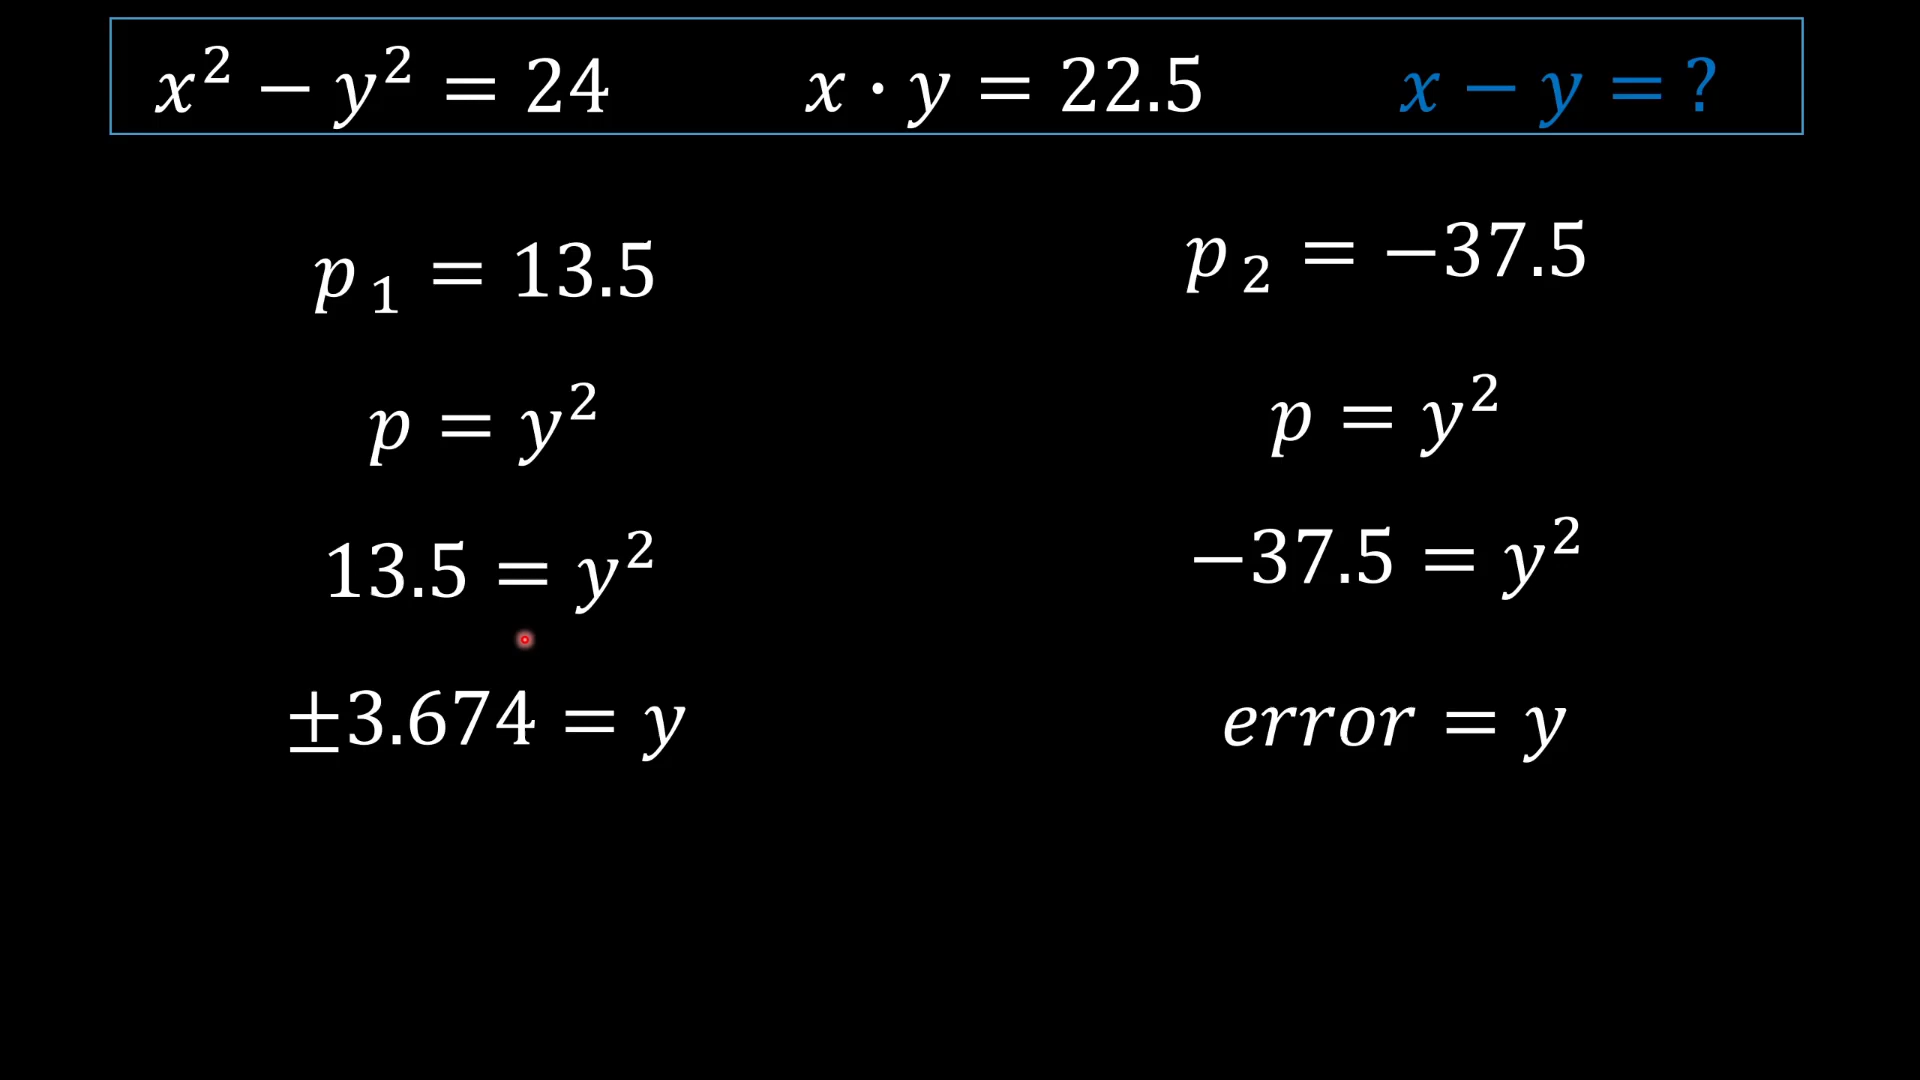 x² − y² = 24 x · y = 22.5 x − y = ?
p₁ = 13.5
p = y²
13.5 = y²
±3.674 = y
p₂ = −37.5
p = y²
−37.5 = y²
error = y